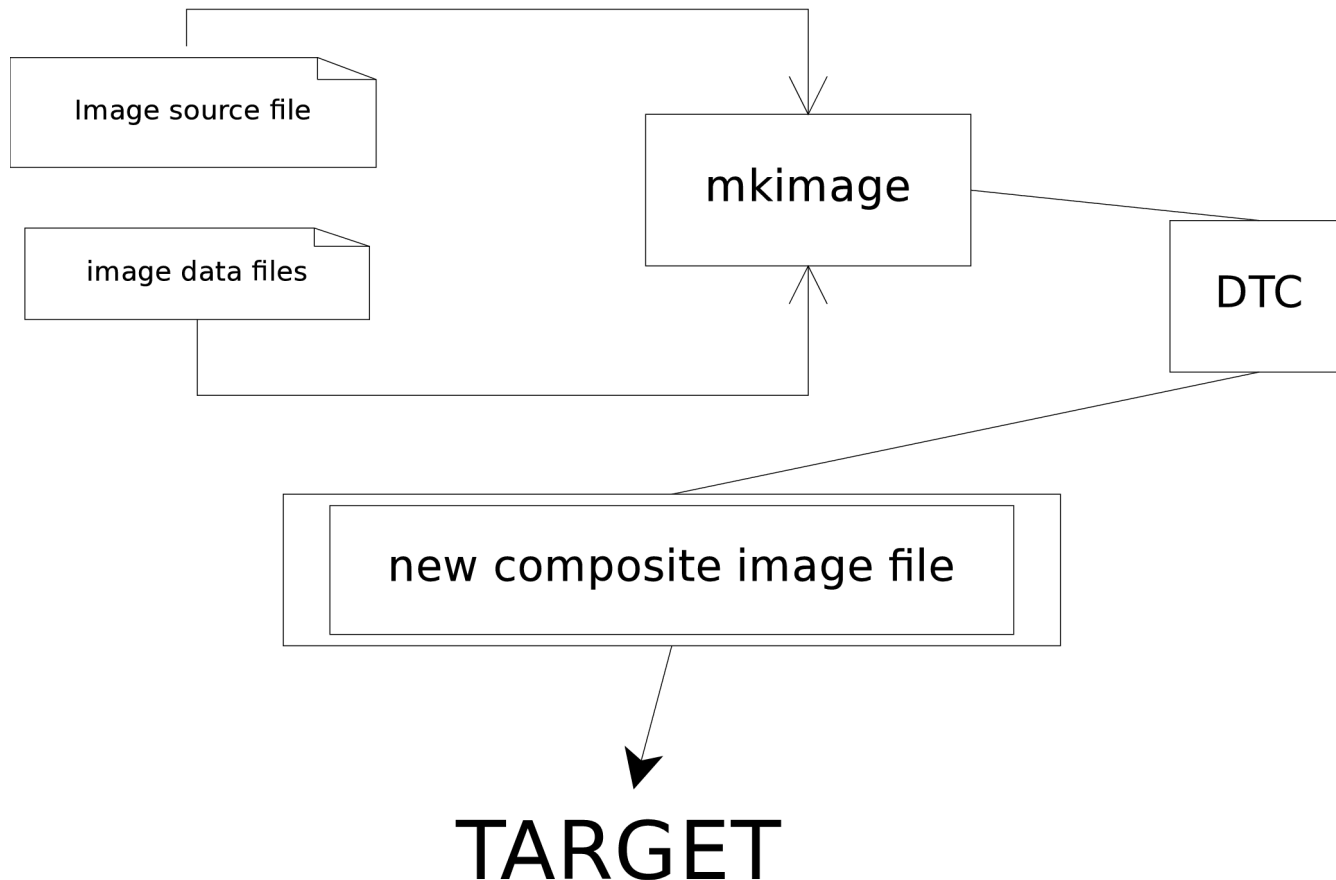 Image source file
mkimage
image data files
DTC
new composite image file
TARGET